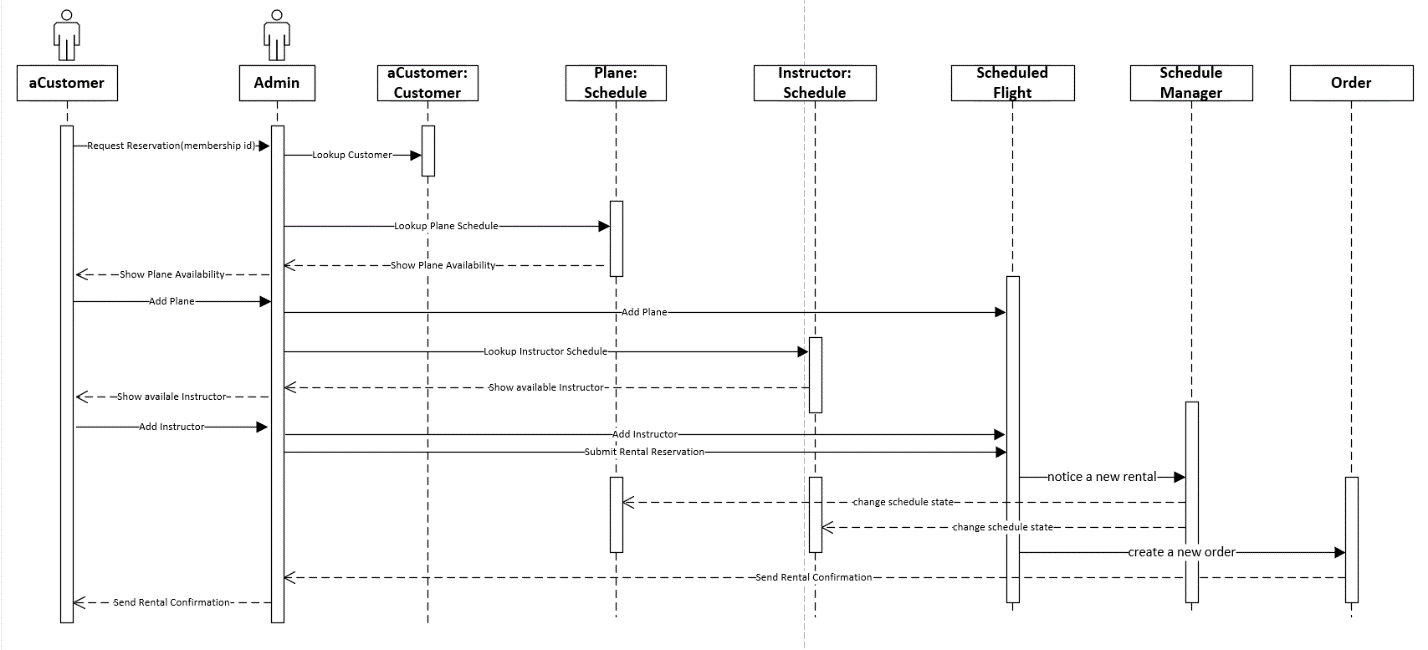 aCustomer
Admin
aCustomer:
Customer
Plane:
Schedule
Instructor:
Schedule
Scheduled
Flight
Schedule
Manager
Order
Request Reservation(membership id)
Lookup Customer
Lookup Plane Schedule
Show Plane Availability
Show Plane Availability
Add Plane
Add Plane
Lookup Instructor Schedule
Show available Instructor
Show availale Instructor
Add Instructor
Add Instructor
Submit Rental Reservation
notice a new rental
change schedule state
change schedule state
create a new order
Send Rental Confirmation
Send Rental Confirmation